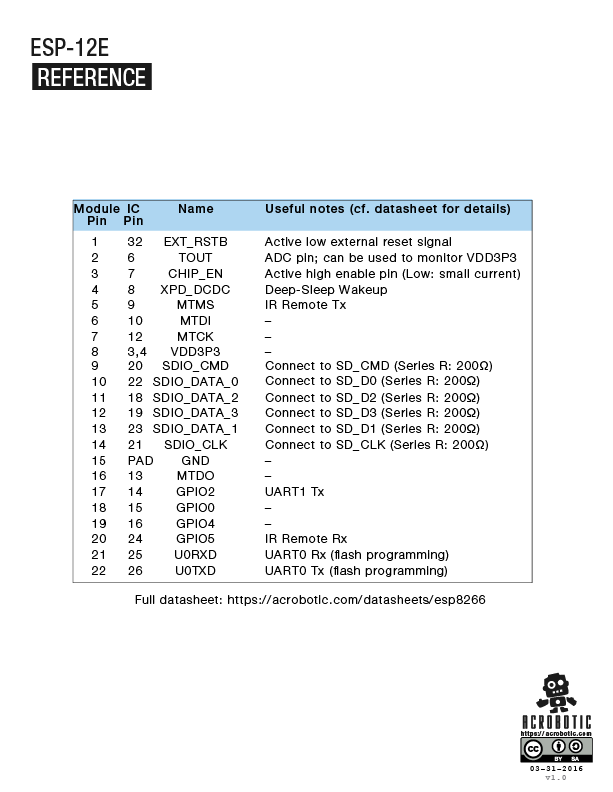 ESP-12E
REFERENCE
Module IC Name Useful notes (cf. datasheet for details)
Pin Pin
1 32 EXT_RSTB Active low external reset signal
2 6 TOUT ADC pin; can be used to monitor VDD3P3
3 7 CHIP_EN Active high enable pin (Low: small current)
4 8 XPD_DCDC Deep-Sleep Wakeup
5 9 MTMS IR Remote Tx
6 10 MTDI –
7 12 MTCK –
8 3,4 VDD3P3 –
9 20 SDIO_CMD Connect to SD_CMD (Series R: 200Ω)
10 22 SDIO_DATA_0 Connect to SD_D0 (Series R: 200Ω)
11 18 SDIO_DATA_2 Connect to SD_D2 (Series R: 200Ω)
12 19 SDIO_DATA_3 Connect to SD_D3 (Series R: 200Ω)
13 23 SDIO_DATA_1 Connect to SD_D1 (Series R: 200Ω)
14 21 SDIO_CLK Connect to SD_CLK (Series R: 200Ω)
15 PAD GND –
16 13 MTDO –
17 14 GPIO2 UART1 Tx
18 15 GPIO0 –
19 16 GPIO4 –
20 24 GPIO5 IR Remote Rx
21 25 U0RXD UART0 Rx (flash programming)
22 26 U0TXD UART0 Tx (flash programming)
Full datasheet: https://acrobotic.com/datasheets/esp8266
ACROBOTIC
https://acrobotic.com
cc BY SA
03-31-2016
v1.0